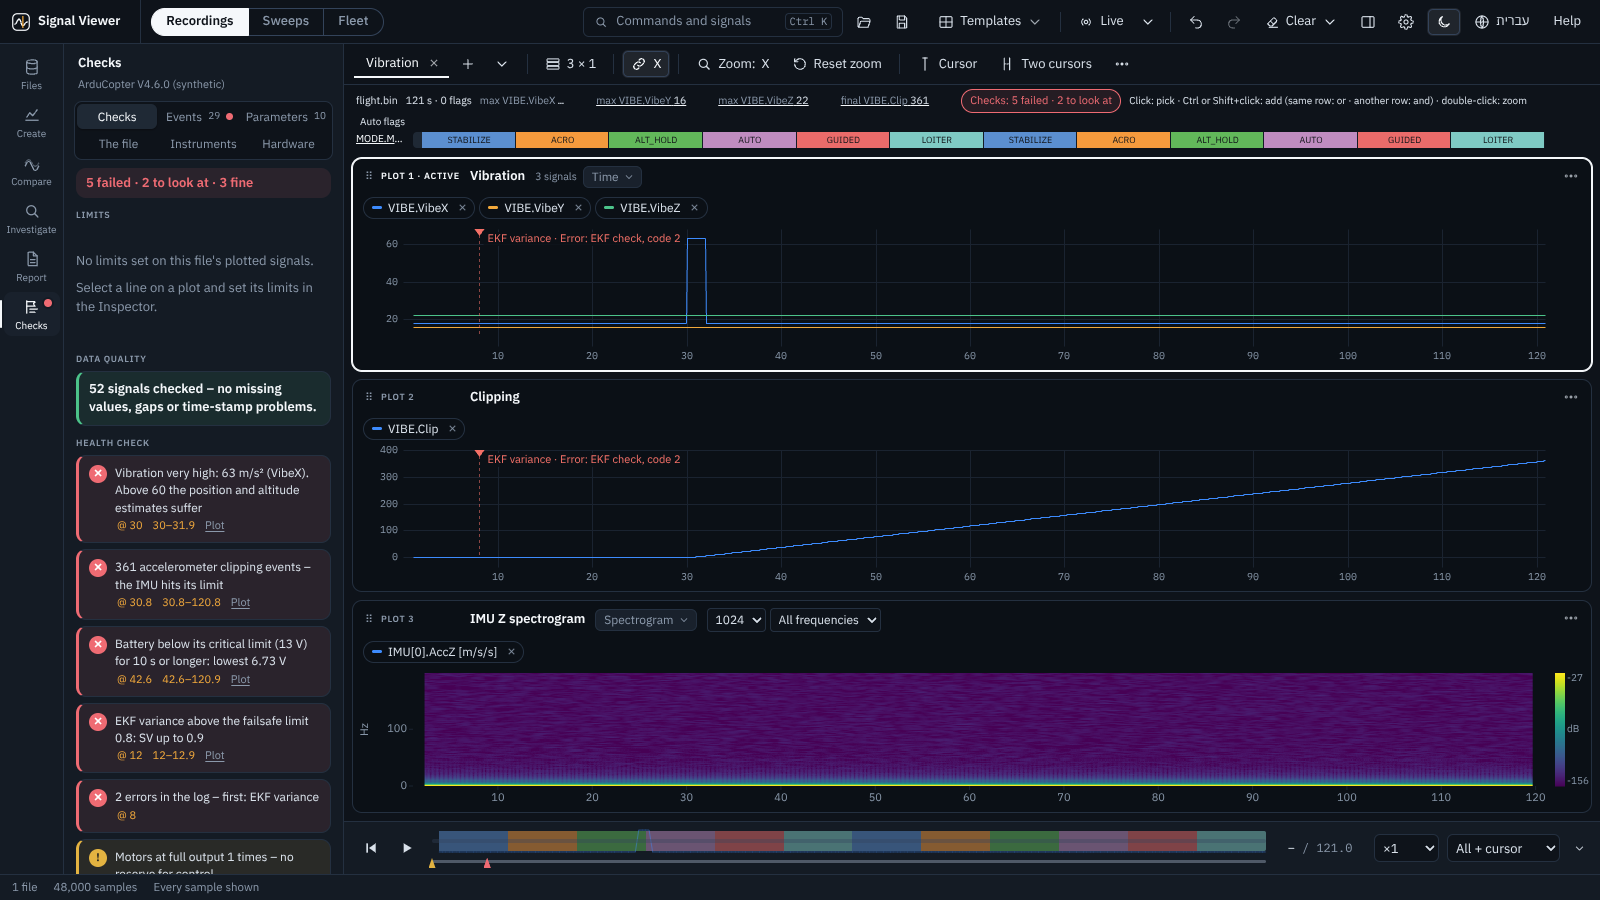 Signal Viewer
Recordings Sweeps Fleet
Commands and signals Ctrl K
Templates Live Clear עברית Help
Files
Create
Compare
Investigate
Report
Checks
Checks
ArduCopter V4.6.0 (synthetic)
Checks Events 29 Parameters 10
The file Instruments Hardware
5 failed · 2 to look at · 3 fine
LIMITS
No limits set on this file's plotted signals.
Select a line on a plot and set its limits in
the Inspector.
DATA QUALITY
52 signals checked – no missing
values, gaps or time-stamp problems.
HEALTH CHECK
Vibration very high: 63 m/s² (VibeX).
Above 60 the position and altitude
estimates suffer
@ 30 30–31.9 Plot
361 accelerometer clipping events –
the IMU hits its limit
@ 30.8 30.8–120.8 Plot
Battery below its critical limit (13 V)
for 10 s or longer: lowest 6.73 V
@ 42.6 42.6–120.9 Plot
EKF variance above the failsafe limit
0.8: SV up to 0.9
@ 12 12–12.9 Plot
2 errors in the log – first: EKF variance
@ 8
Motors at full output 1 times – no
reserve for control
Vibration × + 3 × 1 X Zoom: X Reset zoom Cursor Two cursors
flight.bin 121 s · 0 flags max VIBE.VibeX … max VIBE.VibeY 16 max VIBE.VibeZ 22 final VIBE.Clip 361 Checks: 5 failed · 2 to look at Click: pick · Ctrl or Shift+click: add (same row: or · another row: and) · double-click: zoom
Auto flags
MODE.M... STABILIZE ACRO ALT_HOLD AUTO GUIDED LOITER STABILIZE ACRO ALT_HOLD AUTO GUIDED LOITER
PLOT 1 · ACTIVE Vibration 3 signals Time
VIBE.VibeX × VIBE.VibeY × VIBE.VibeZ ×
EKF variance · Error: EKF check, code 2
60
40
20
10 20 30 40 50 60 70 80 90 100 110 120
PLOT 2 Clipping
VIBE.Clip ×
EKF variance · Error: EKF check, code 2
400
300
200
100
0
10 20 30 40 50 60 70 80 90 100 110 120
PLOT 3 IMU Z spectrogram Spectrogram 1024 All frequencies
IMU[0].AccZ [m/s/s] ×
Hz
100
0
-27
dB
-156
10 20 30 40 50 60 70 80 90 100 110 120
– / 121.0 ×1 All + cursor
1 file 48,000 samples Every sample shown